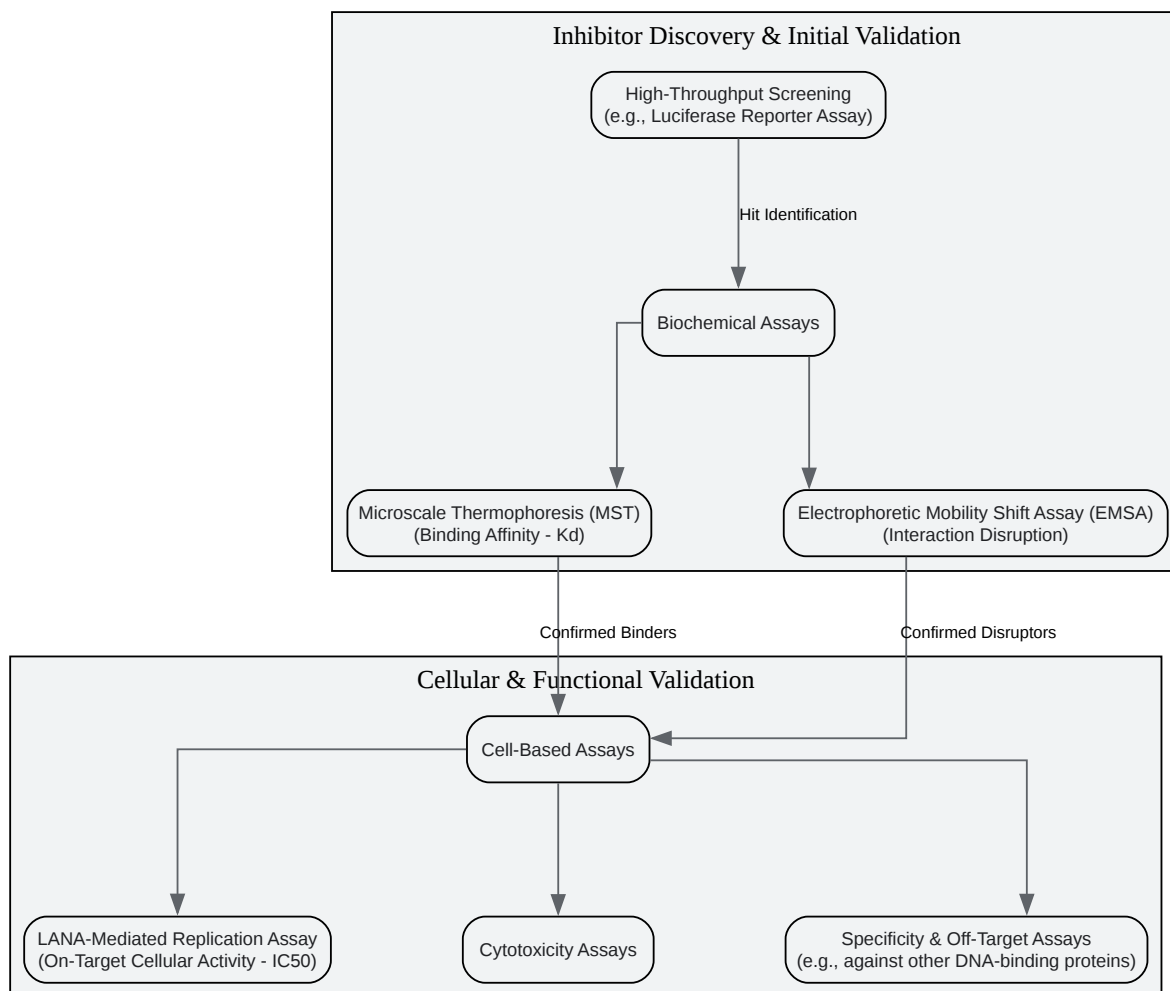 Inhibitor Discovery & Initial Validation
High-Throughput Screening
(e.g., Luciferase Reporter Assay)
Hit Identification
Biochemical Assays
Microscale Thermophoresis (MST)
(Binding Affinity - Kd)
Electrophoretic Mobility Shift Assay (EMSA)
(Interaction Disruption)
Confirmed Binders
Confirmed Disruptors
Cellular & Functional Validation
Cell-Based Assays
LANA-Mediated Replication Assay
(On-Target Cellular Activity - IC50)
Cytotoxicity Assays
Specificity & Off-Target Assays
(e.g., against other DNA-binding proteins)